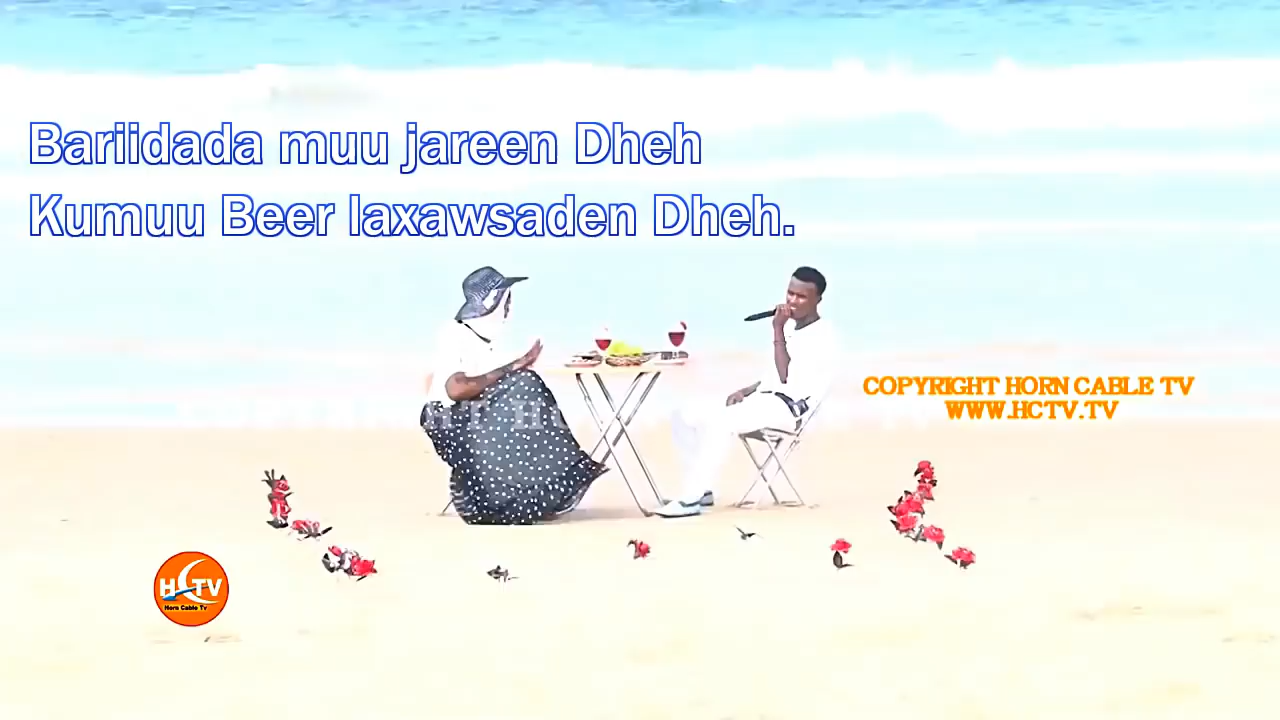 Bariidada muu jareen Dheh
Kumuu Beer laxawsaden Dheh.
COPYRIGHT HORN CABLE TV
WWW.HCTV.TV
HCTV
Horn Cable Tv